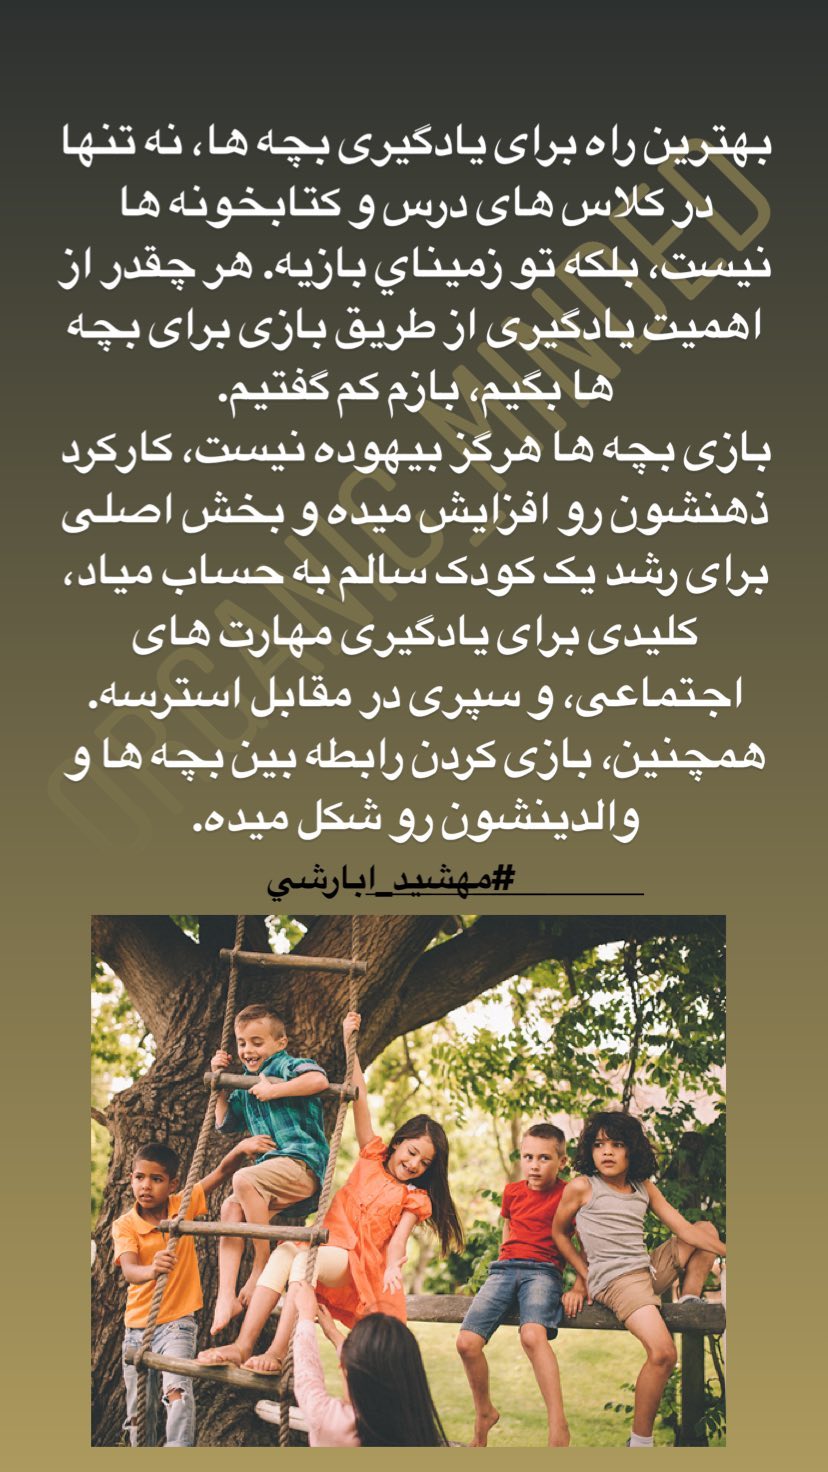 بهترین راه برای یادگیری بچه ها، نه تنها
در کلاس های درس و کتابخونه ها
نیست، بلکه تو زمیناي بازیه. هر چقدر از
اهمیت یادگیری از طریق بازی برای بچه
ها بگیم، بازم کم گفتیم.
بازی بچه ها هرگز بیهوده نیست، کارکرد
ذهنشون رو افزایش میده و بخش اصلی
برای رشد یک کودک سالم به حساب میاد،
کلیدی برای یادگیری مهارت های
اجتماعی، و سپری در مقابل استرسه.
همچنین، بازی کردن رابطه بین بچه ها و
والدینشون رو شکل میده.
#مهشید_ابارشي
ORGANIC_MINDED